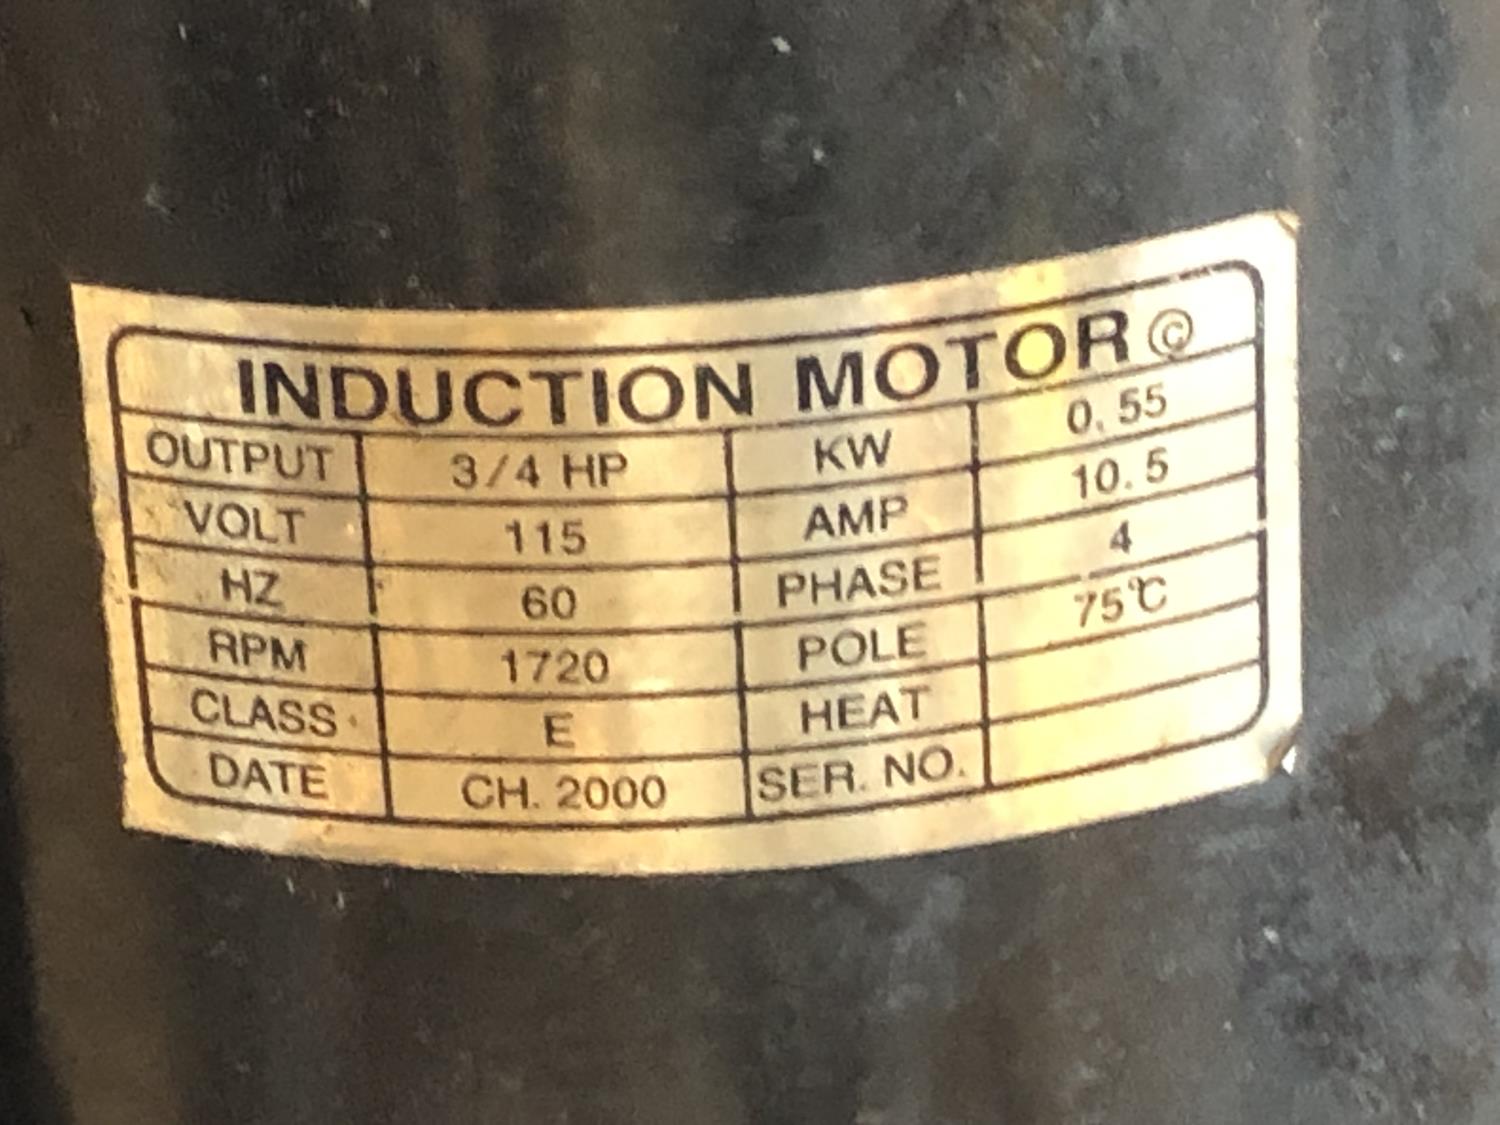 INDUCTION MOTOR ©
OUTPUT 3/4 HP KW 0.55
VOLT 115 AMP 10.5
HZ 60 PHASE 4
RPM 1720 POLE 75℃
CLASS E HEAT
DATE CH. 2000 SER. NO.